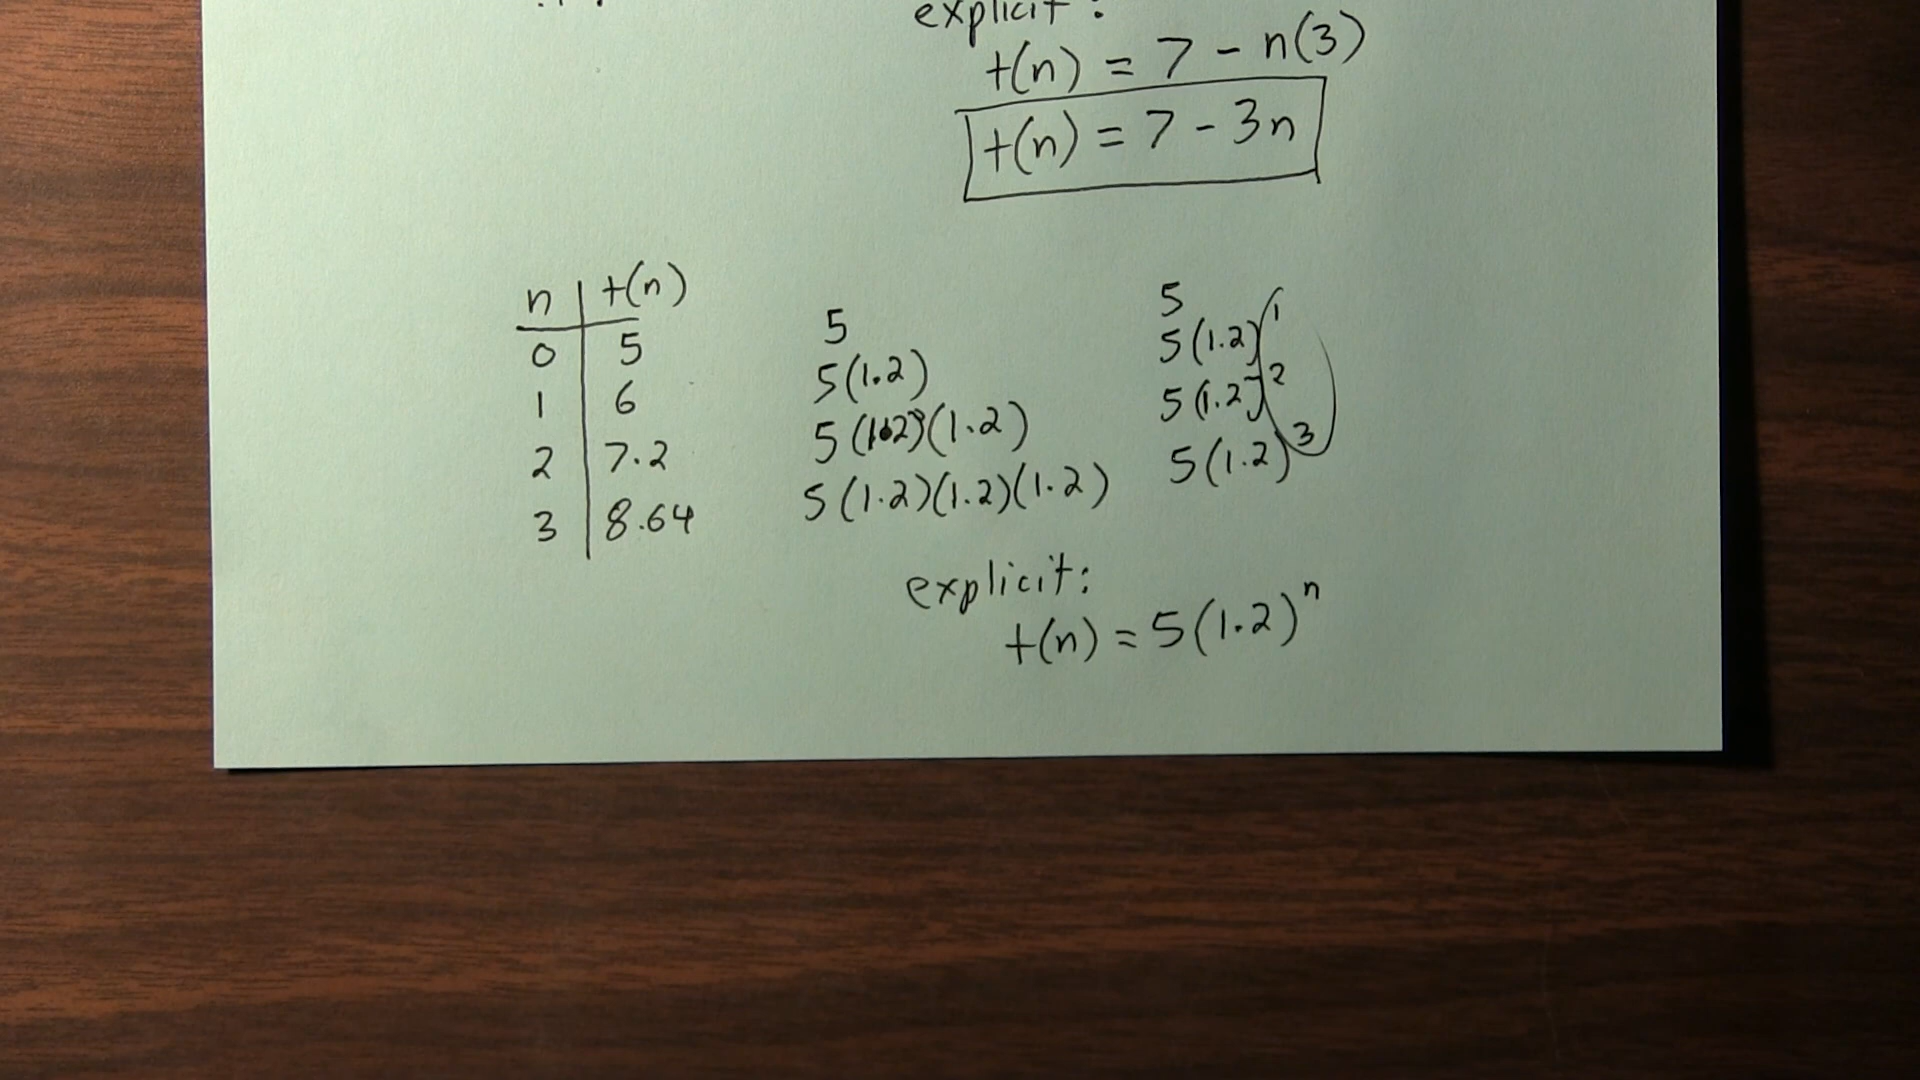 explicit:
t(n) = 7 - n(3)
t(n) = 7 - 3n
n t(n)
0 5
1 6
2 7.2
3 8.64
5
5(1.2)
5(1.2)(1.2)
5(1.2)(1.2)(1.2)
5
5(1.2)^1
5(1.2)^2
5(1.2)^3
explicit:
t(n) = 5(1.2)^n